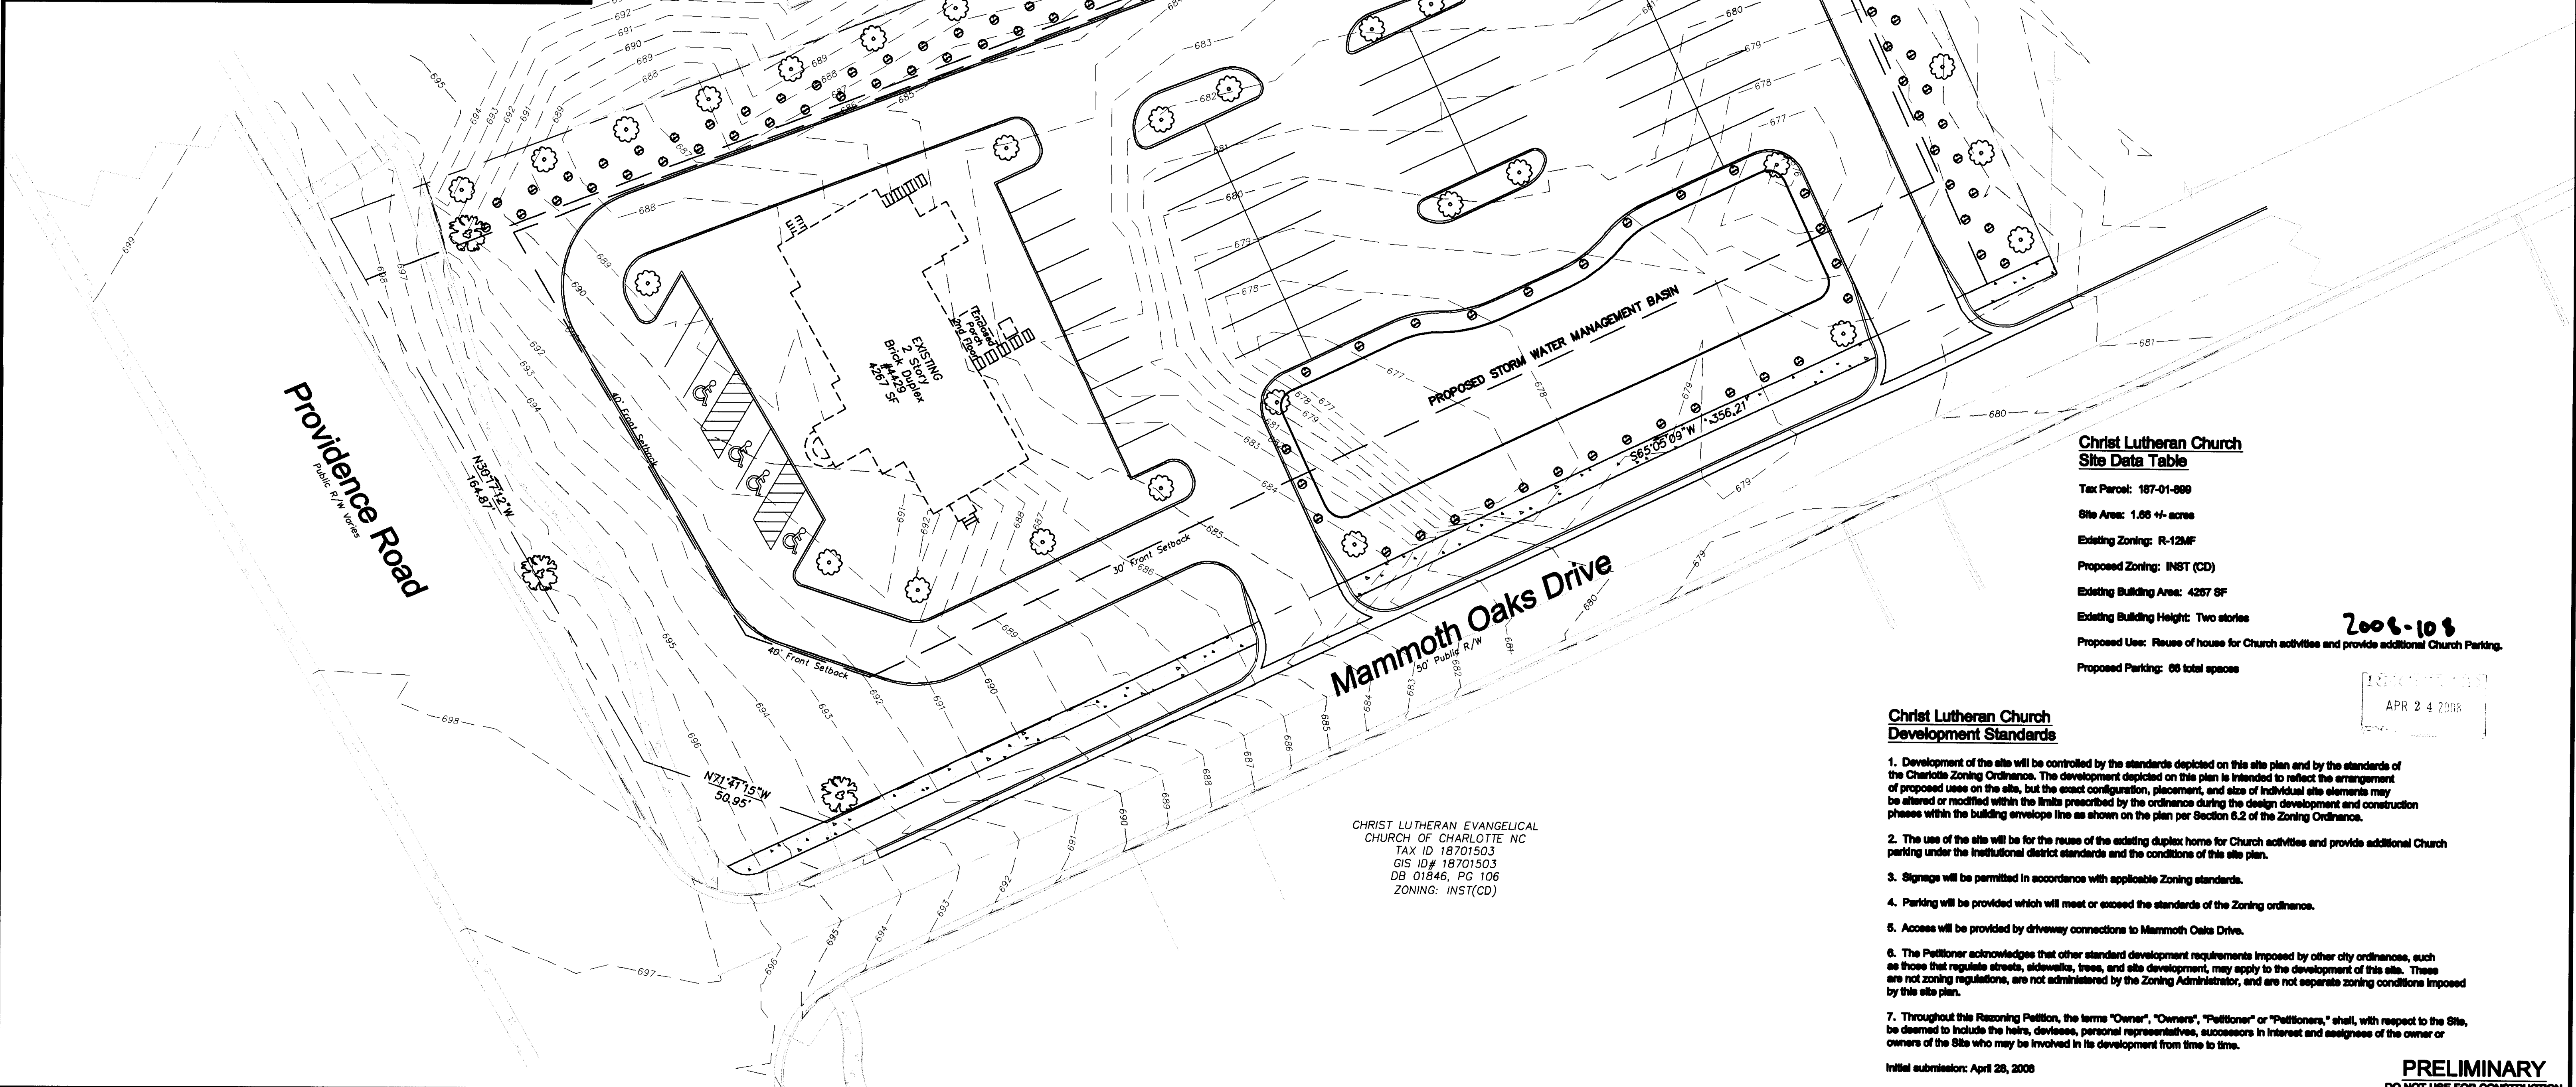 Providence Road
Public R/W Varies
N30°17'12"W
164.87'
40' Front Setback
EXISTING
2 Story
Brick Duplex
#4429
4267 SF
Enclosed
Porch
2nd Floor
40' Front Setback
30' Front Setback
N71°41'15"W
50.95'
PROPOSED STORM WATER MANAGEMENT BASIN
S65°05'09"W 356.21'
Mammoth Oaks Drive
50' Public R/W
CHRIST LUTHERAN EVANGELICAL
CHURCH OF CHARLOTTE NC
TAX ID 18701503
GIS ID# 18701503
DB 01846, PG 106
ZONING: INST(CD)
Christ Lutheran Church
Site Data Table
Tax Parcel: 187-01-899
Site Area: 1.66 +/- acres
Existing Zoning: R-12MF
Proposed Zoning: INST (CD)
Existing Building Area: 4267 SF
Existing Building Height: Two stories
2008-108
Proposed Use: Reuse of house for Church activities and provide additional Church Parking.
Proposed Parking: 66 total spaces
APR 24 2008
Christ Lutheran Church
Development Standards
1. Development of the site will be controlled by the standards depicted on this site plan and by the standards of
the Charlotte Zoning Ordinance. The development depicted on this plan is intended to reflect the arrangement
of proposed uses on the site, but the exact configuration, placement, and size of individual site elements may
be altered or modified within the limits prescribed by the ordinance during the design development and construction
phases within the building envelope line as shown on the plan per Section 6.2 of the Zoning Ordinance.
2. The use of the site will be for the reuse of the existing duplex home for Church activities and provide additional Church
parking under the institutional district standards and the conditions of this site plan.
3. Signage will be permitted in accordance with applicable Zoning standards.
4. Parking will be provided which will meet or exceed the standards of the Zoning ordinance.
5. Access will be provided by driveway connections to Mammoth Oaks Drive.
6. The Petitioner acknowledges that other standard development requirements imposed by other city ordinances, such
as those that regulate streets, sidewalks, trees, and site development, may apply to the development of this site. These
are not zoning regulations, are not administered by the Zoning Administrator, and are not separate zoning conditions imposed
by this site plan.
7. Throughout this Rezoning Petition, the terms "Owner", "Owners", "Petitioner" or "Petitioners," shall, with respect to the Site,
be deemed to include the heirs, devisees, personal representatives, successors in interest and assignees of the owner or
owners of the Site who may be involved in its development from time to time.
Initial submission: April 28, 2008
PRELIMINARY
DO NOT USE FOR CONSTRUCTION